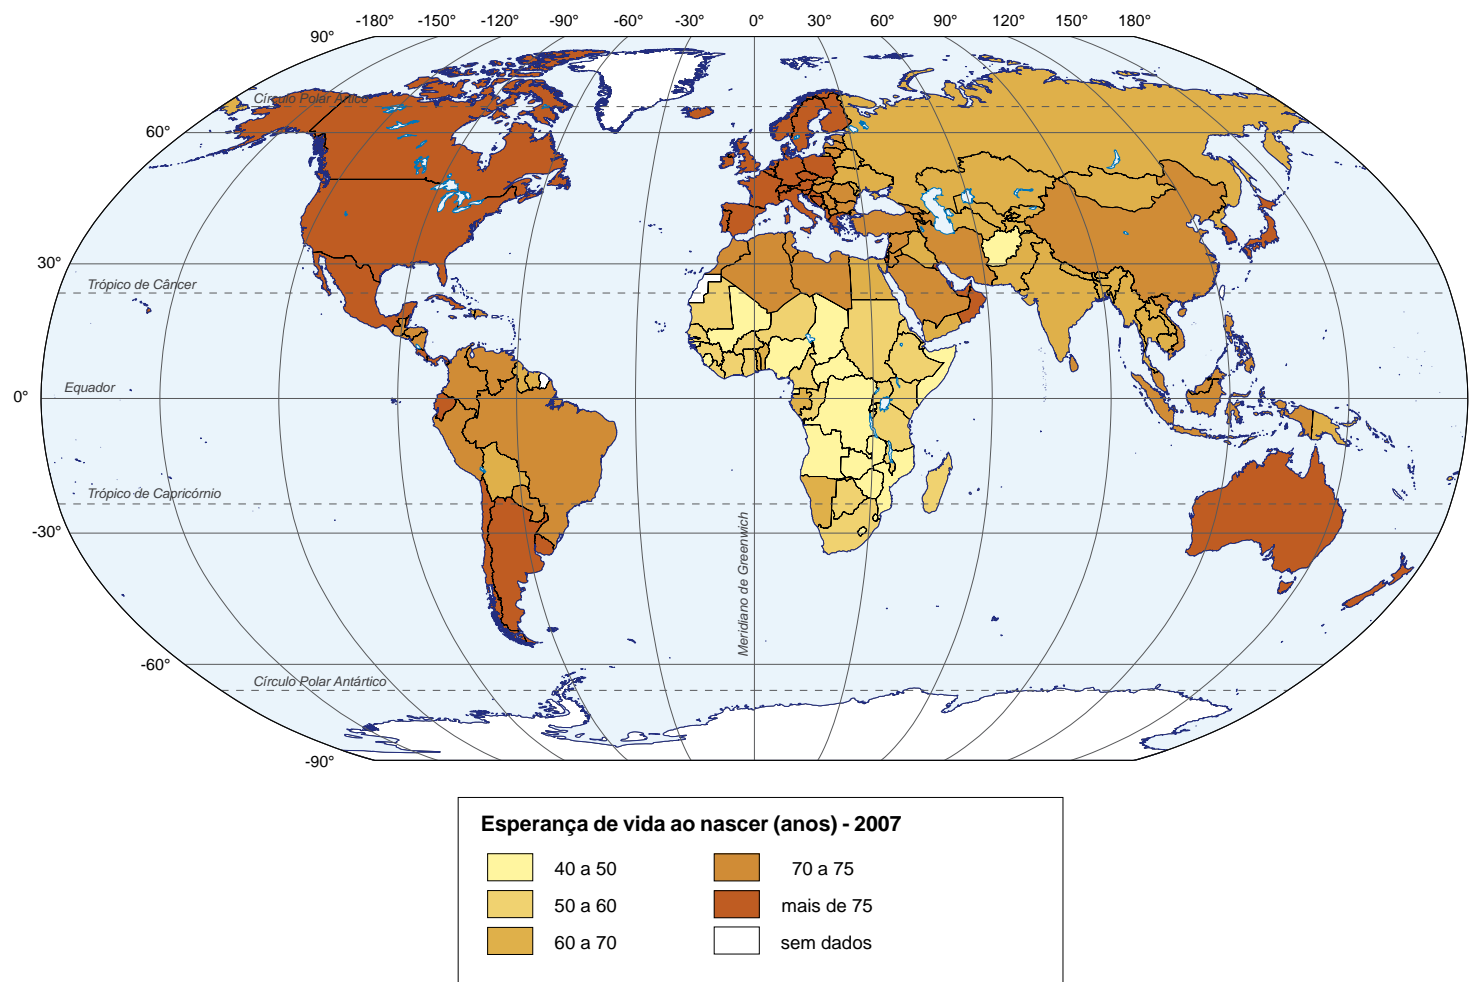 -180° -150° -120° -90° -60° -30° 0° 30° 60° 90° 120° 150° 180°
90°
Círculo Polar Ártico
60°
30°
Trópico de Câncer
Equador
0°
Trópico de Capricórnio
-30°
Meridiano de Greenwich
-60°
Círculo Polar Antártico
-90°
Esperança de vida ao nascer (anos) - 2007
40 a 50
50 a 60
60 a 70
70 a 75
mais de 75
sem dados